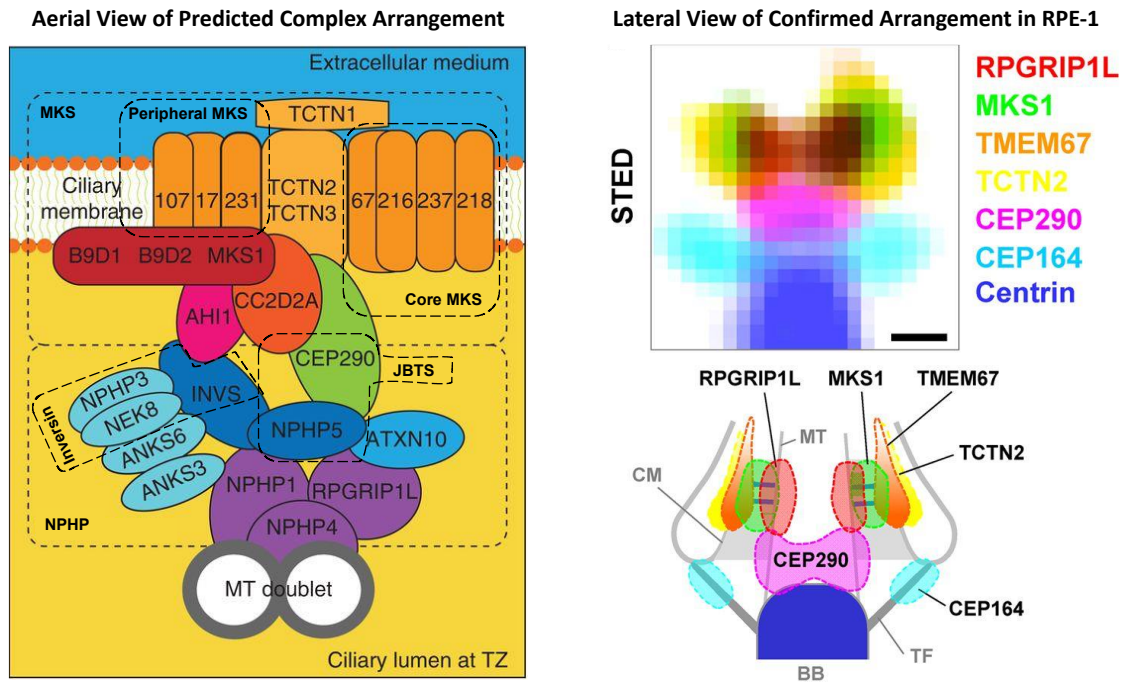 Aerial View of Predicted Complex Arrangement
Extracellular medium
MKS
Peripheral MKS
TCTN1
Ciliary
membrane
107
17
231
TCTN2
TCTN3
67
216
237
218
B9D1 B9D2 MKS1
CC2D2A
Core MKS
AHI1
CEP290
JBTS
INVS
NPHP3
NEK8
ANKS6
ANKS3
Inversin
NPHP5
ATXN10
NPHP1
RPGRIP1L
NPHP4
NPHP
MT doublet
Ciliary lumen at TZ
Lateral View of Confirmed Arrangement in RPE-1
STED
RPGRIP1L
MKS1
TMEM67
TCTN2
CEP290
CEP164
Centrin
RPGRIP1L MKS1 TMEM67
MT
TCTN2
CM
CEP290
CEP164
TF
BB